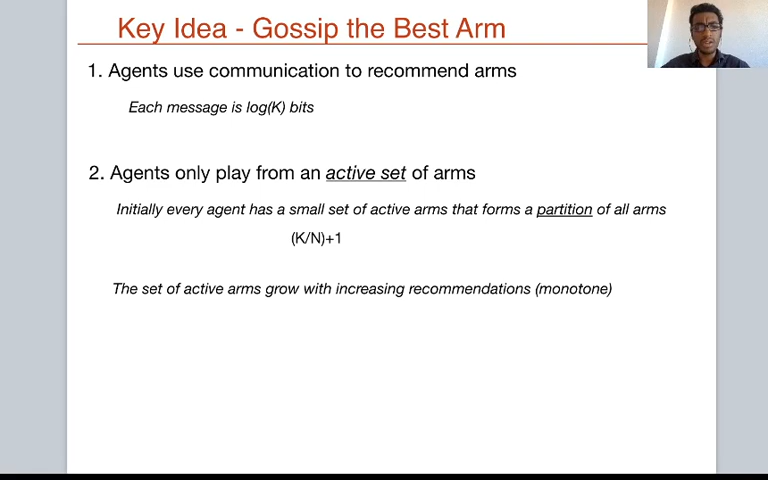 Key Idea - Gossip the Best Arm
1. Agents use communication to recommend arms
Each message is log(K) bits
2. Agents only play from an active set of arms
Initially every agent has a small set of active arms that forms a partition of all arms
(K/N)+1
The set of active arms grow with increasing recommendations (monotone)